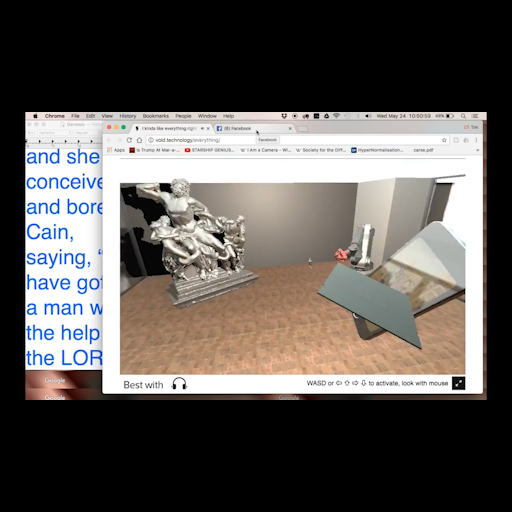 Chrome File Edit View History Bookmarks People Window Help
Wed May 24 10:50:59
I kinda like everything righ
(8) Facebook
Tim
void.technology/everything/
Facebook
Apps
Is Trump At Mar-a-...
STARSHIP GENIUS...
I Am a Camera - Wi...
Society for the Diff...
HyperNormalisation...
carse.pdf
and she
conceive
and bore
Cain,
saying, “
have got
a man w
the help
the LOR
Best with
WASD or ⇦ ⇧ ⇨ ⇩ to activate, look with mouse
Google
Google